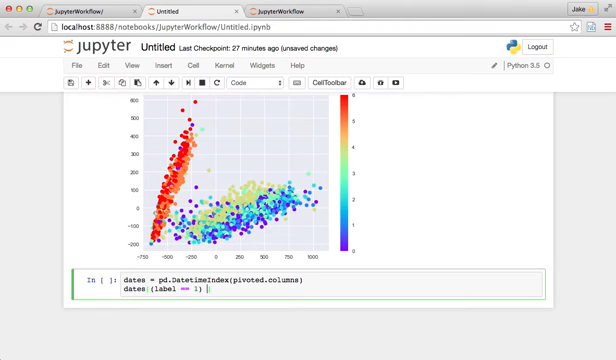 JupyterWorkflow/
Untitled
JupyterWorkflow
Jake
localhost:8888/notebooks/JupyterWorkflow/Untitled.ipynb
jupyter Untitled Last Checkpoint: 27 minutes ago (unsaved changes)
Logout
File Edit View Insert Cell Kernel Widgets Help
Python 3.5
Code
CellToolbar
600
500
400
300
200
100
0
-100
-200
-750 -500 -250 0 250 500 750 1000
6
5
4
3
2
1
0
In [ ]: dates = pd.DatetimeIndex(pivoted.columns)
dates[(label == 1)